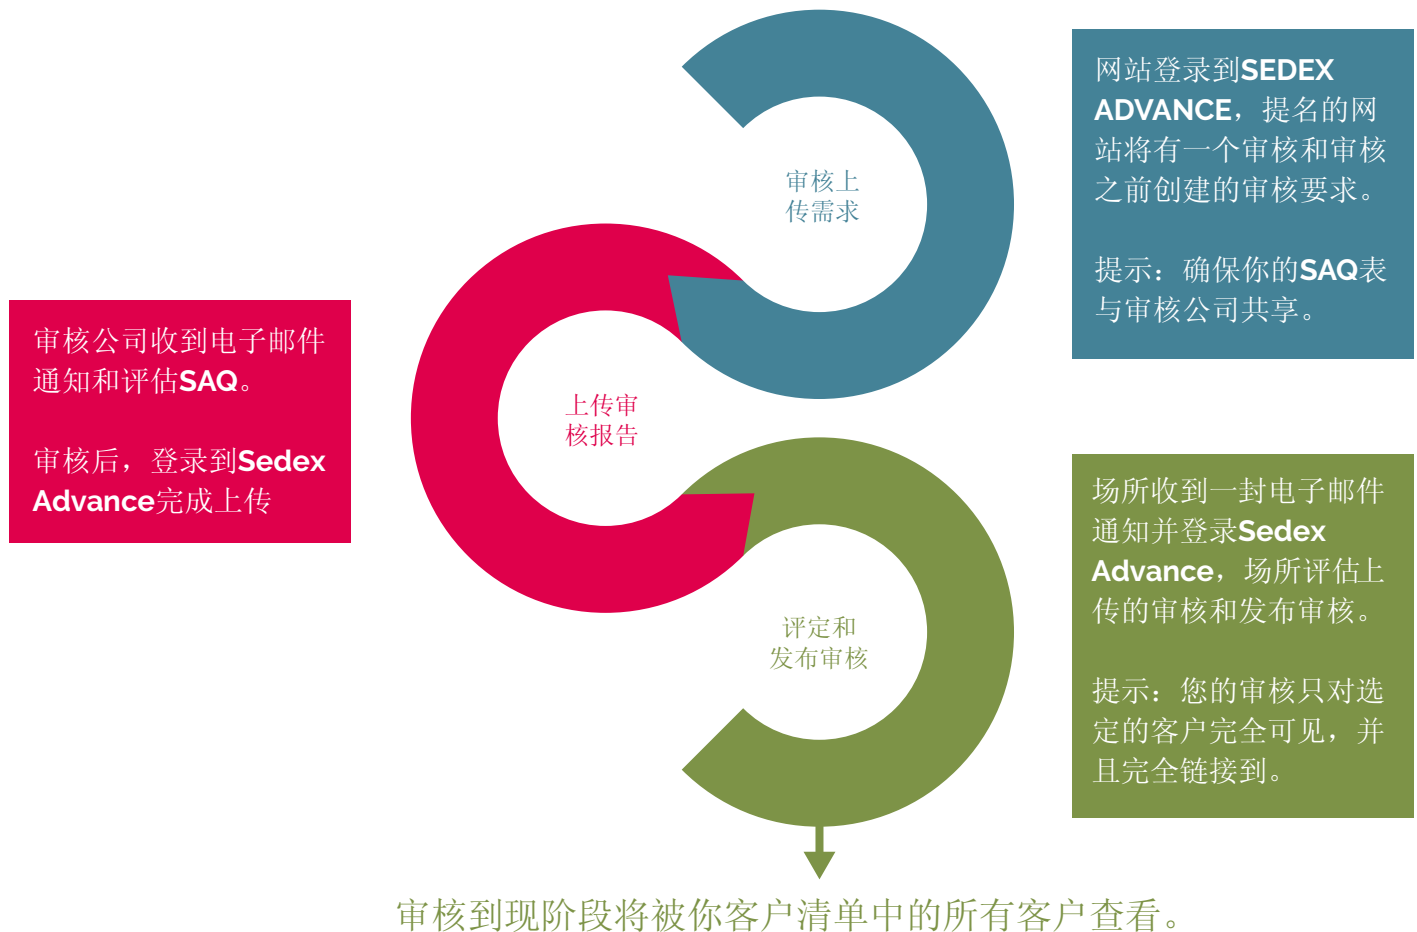 审核上
传需求
网站登录到SEDEX
ADVANCE，提名的网
站将有一个审核和审核
之前创建的审核要求。
提示：确保你的SAQ表
与审核公司共享。
审核公司收到电子邮件
通知和评估SAQ。
审核后，登录到Sedex
Advance完成上传
上传审
核报告
评定和
发布审核
场所收到一封电子邮件
通知并登录Sedex
Advance，场所评估上
传的审核和发布审核。
提示：您的审核只对选
定的客户完全可见，并
且完全链接到。
审核到现阶段将被你客户清单中的所有客户查看。